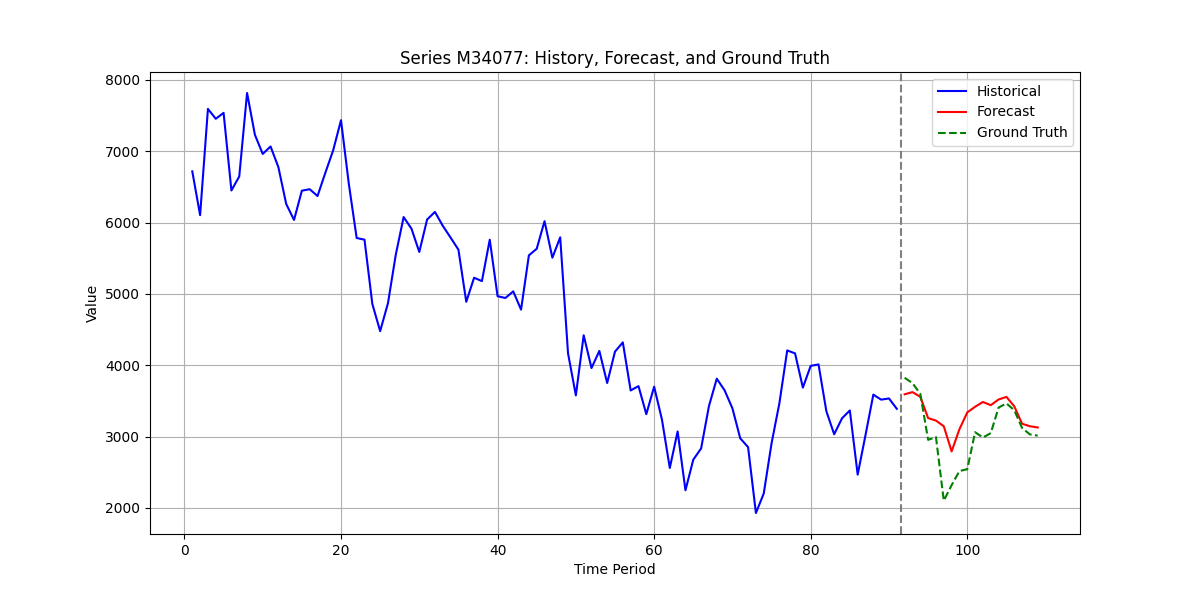 Series M34077: History, Forecast, and Ground Truth
Historical
Forecast
Ground Truth
Value
8000
7000
6000
5000
4000
3000
2000
0 20 40 60 80 100
Time Period